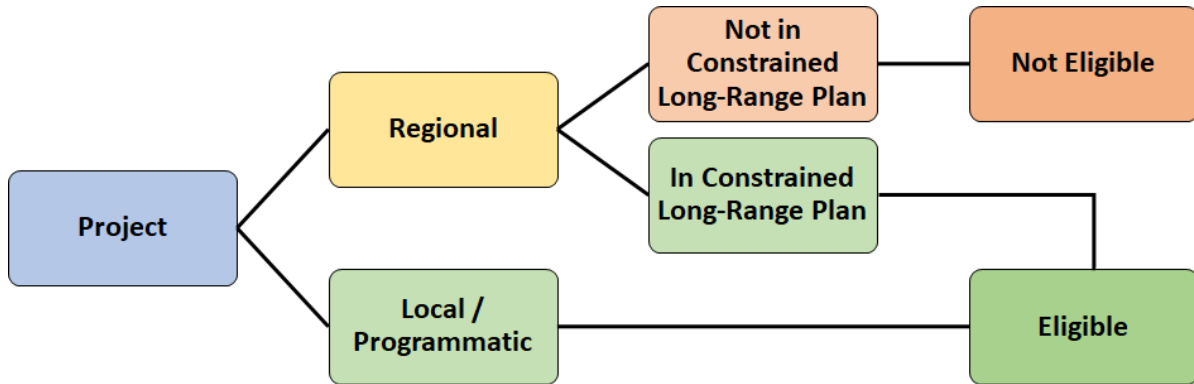 Not in
Constrained
Long-Range Plan
Not Eligible
Regional
In Constrained
Long-Range Plan
Project
Local /
Programmatic
Eligible